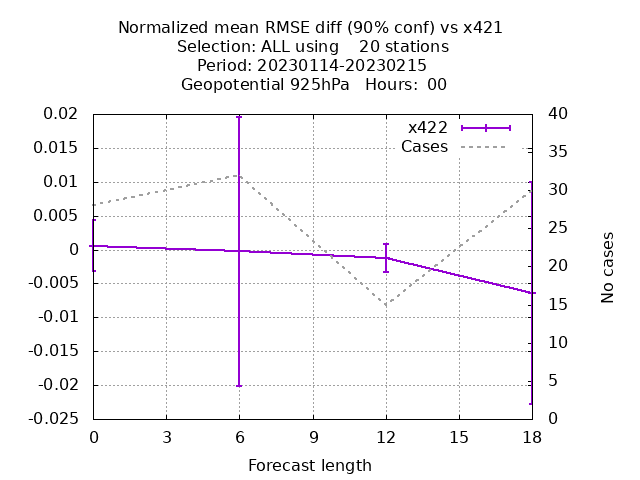 Normalized mean RMSE diff (90% conf) vs x421
Selection: ALL using    20 stations
Period: 20230114-20230215
Geopotential 925hPa   Hours:  00
x422
Cases
0.02
0.015
0.01
0.005
0
-0.005
-0.01
-0.015
-0.02
-0.025
40
35
30
25
20
15
10
5
0
No cases
0 3 6 9 12 15 18
Forecast length